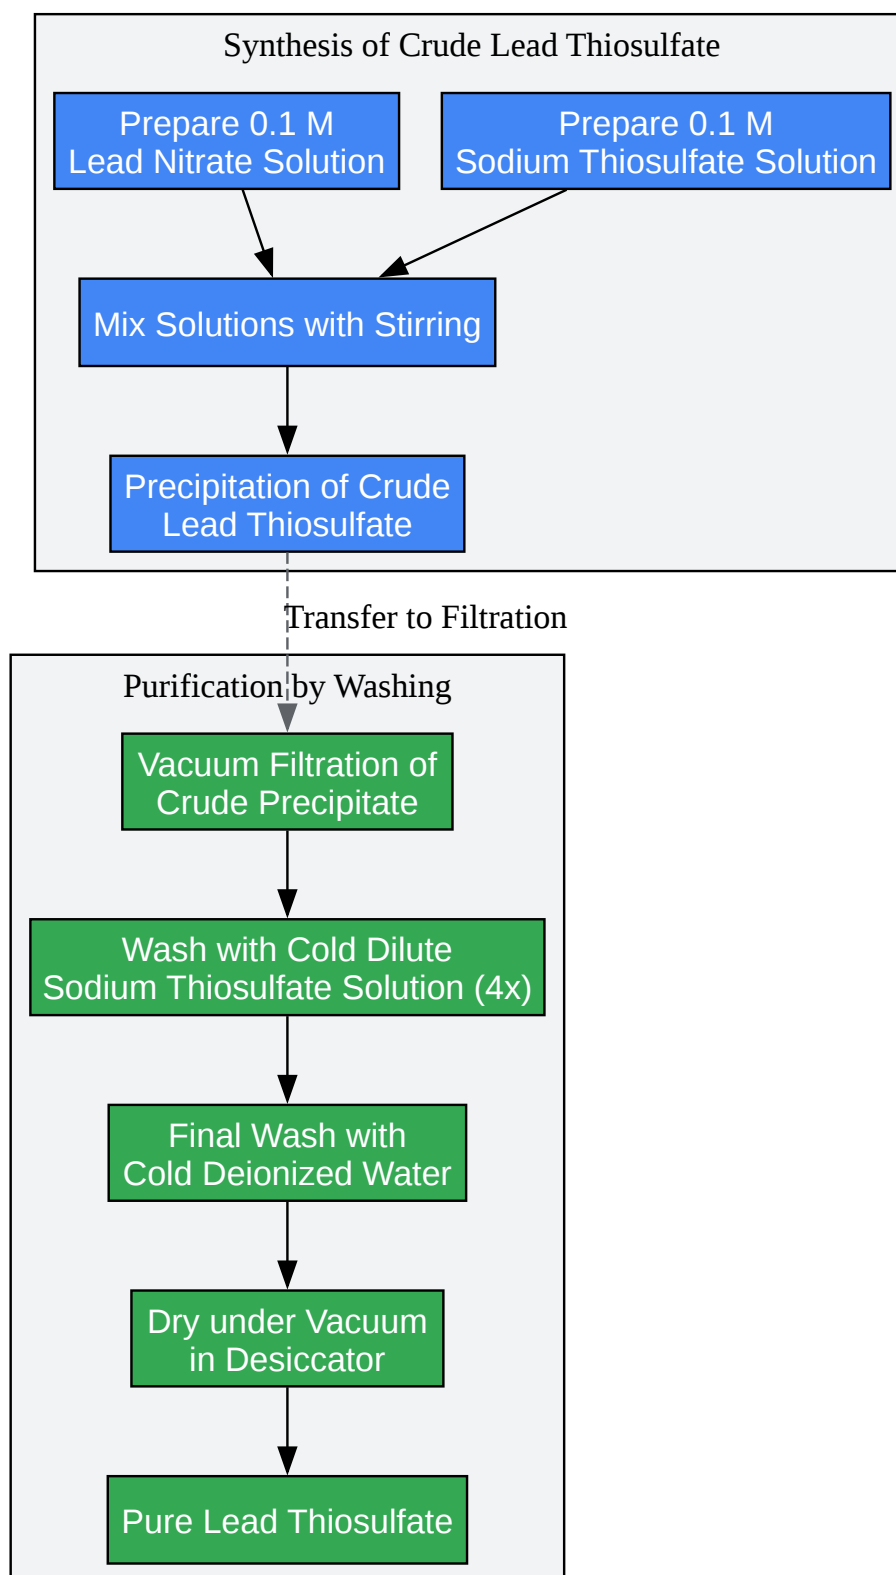 Synthesis of Crude Lead Thiosulfate
Prepare 0.1 M
Lead Nitrate Solution
Prepare 0.1 M
Sodium Thiosulfate Solution
Mix Solutions with Stirring
Precipitation of Crude
Lead Thiosulfate
Transfer to Filtration
Purification by Washing
Vacuum Filtration of
Crude Precipitate
Wash with Cold Dilute
Sodium Thiosulfate Solution (4x)
Final Wash with
Cold Deionized Water
Dry under Vacuum
in Desiccator
Pure Lead Thiosulfate